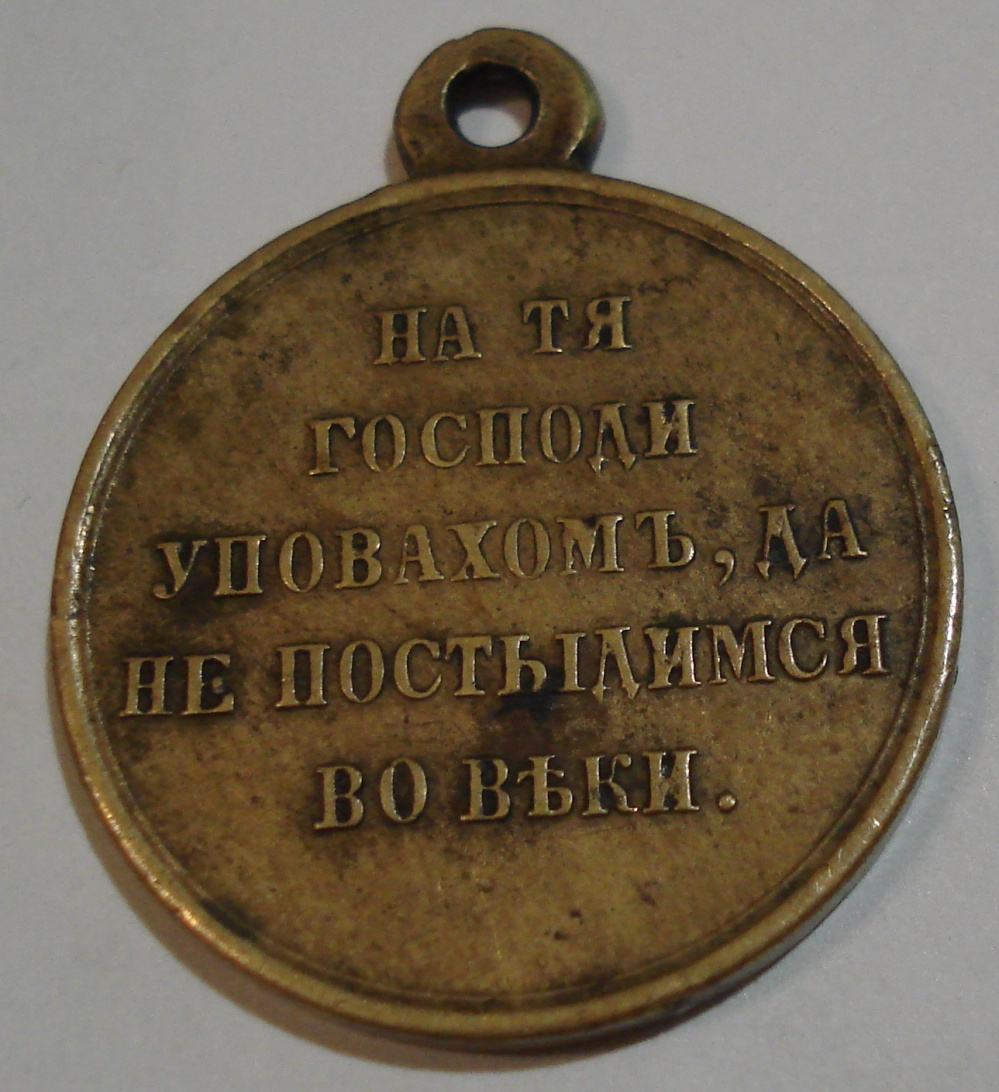 НА ТЯ
ГОСПОДИ
УПОВАХОМЪ, ДА
НЕ ПОСТЫДИМСЯ
ВО ВѢКИ.